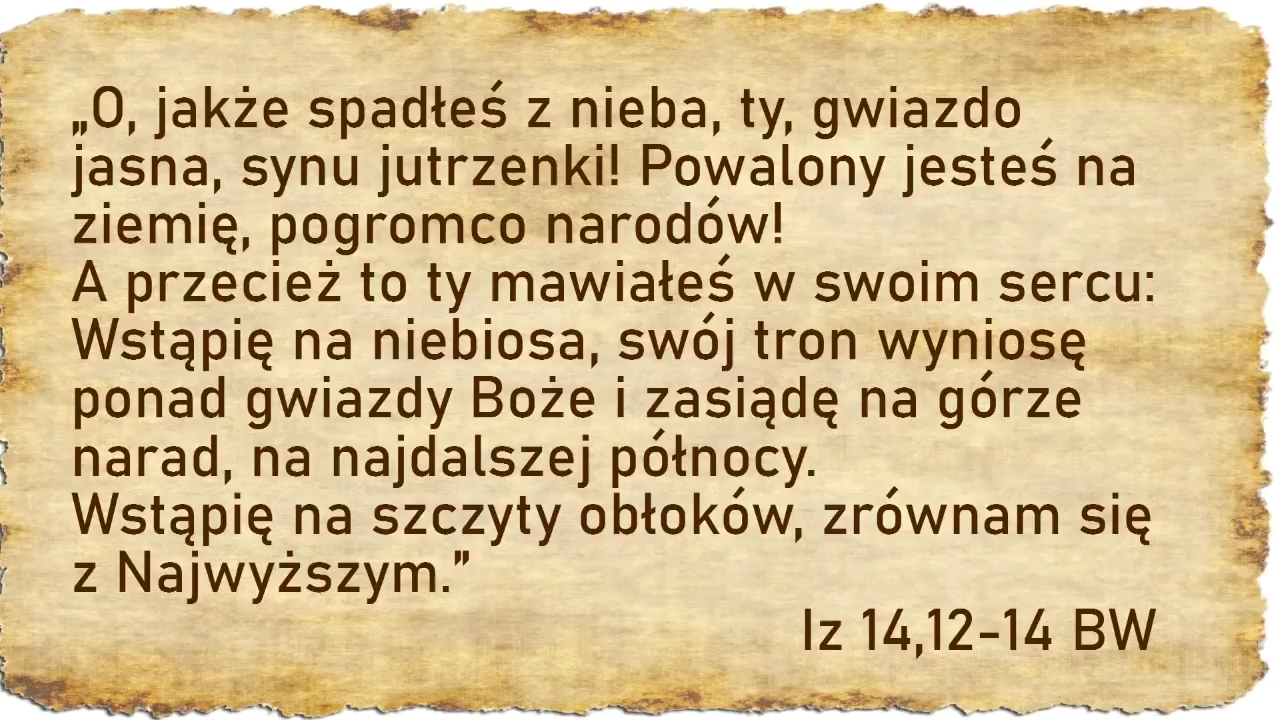 „O, jakże spadłeś z nieba, ty, gwiazdo
jasna, synu jutrzenki! Powalony jesteś na
ziemię, pogromco narodów!
A przecież to ty mawiałeś w swoim sercu:
Wstąpię na niebiosa, swój tron wyniosę
ponad gwiazdy Boże i zasiądę na górze
narad, na najdalszej północy.
Wstąpię na szczyty obłoków, zrównam się
z Najwyższym.”
Iz 14,12-14 BW